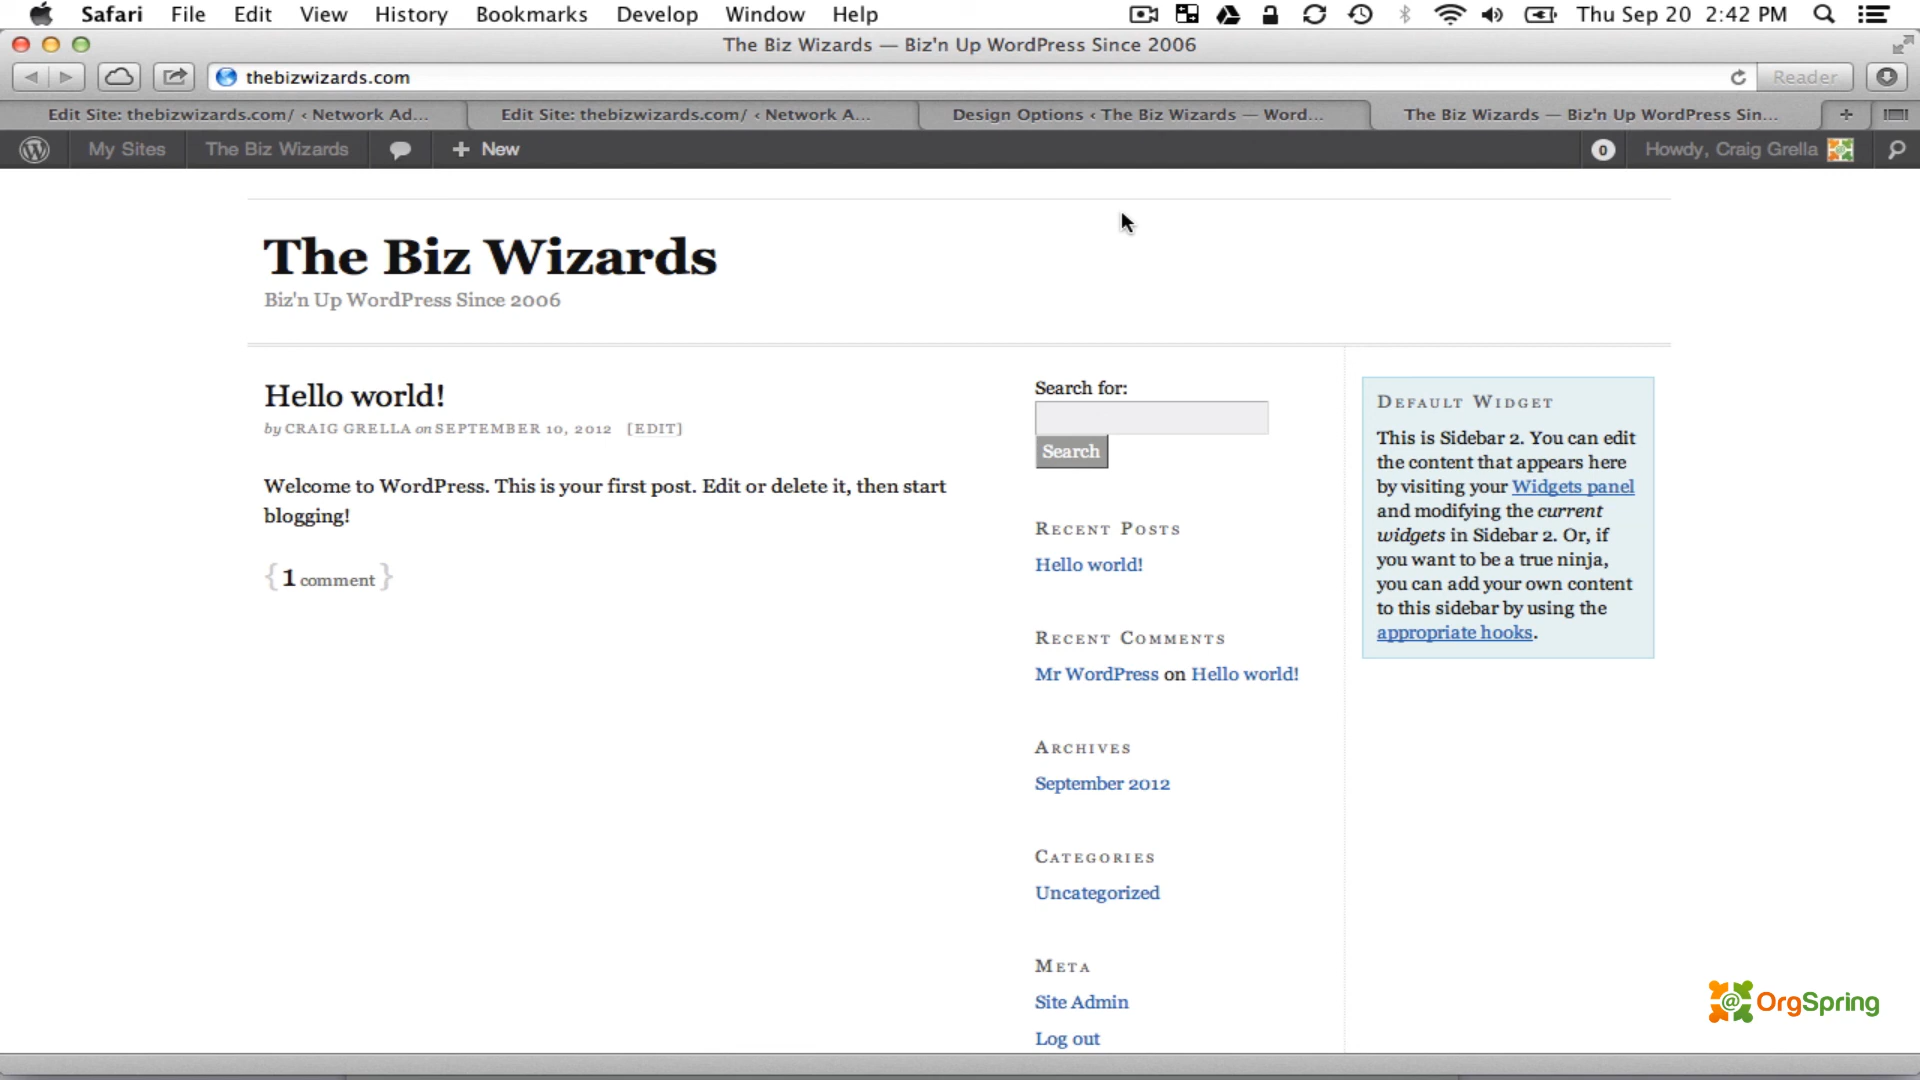 Safari File Edit View History Bookmarks Develop Window Help Thu Sep 20 2:42 PM
The Biz Wizards — Biz'n Up WordPress Since 2006
thebizwizards.com Reader
Edit Site: thebizwizards.com/ ‹ Network Ad... Edit Site: thebizwizards.com/ ‹ Network A... Design Options ‹ The Biz Wizards — Word... The Biz Wizards — Biz'n Up WordPress Sin...
My Sites The Biz Wizards + New 0 Howdy, Craig Grella
The Biz Wizards
Biz'n Up WordPress Since 2006
Hello world!
by CRAIG GRELLA on SEPTEMBER 10, 2012 [EDIT]
Welcome to WordPress. This is your first post. Edit or delete it, then start
blogging!
{ 1 comment }
Search for:
Search
Recent Posts
Hello world!
Recent Comments
Mr WordPress on Hello world!
Archives
September 2012
Categories
Uncategorized
Meta
Site Admin
Log out
Default Widget
This is Sidebar 2. You can edit
the content that appears here
by visiting your Widgets panel
and modifying the current
widgets in Sidebar 2. Or, if
you want to be a true ninja,
you can add your own content
to this sidebar by using the
appropriate hooks.
OrgSpring